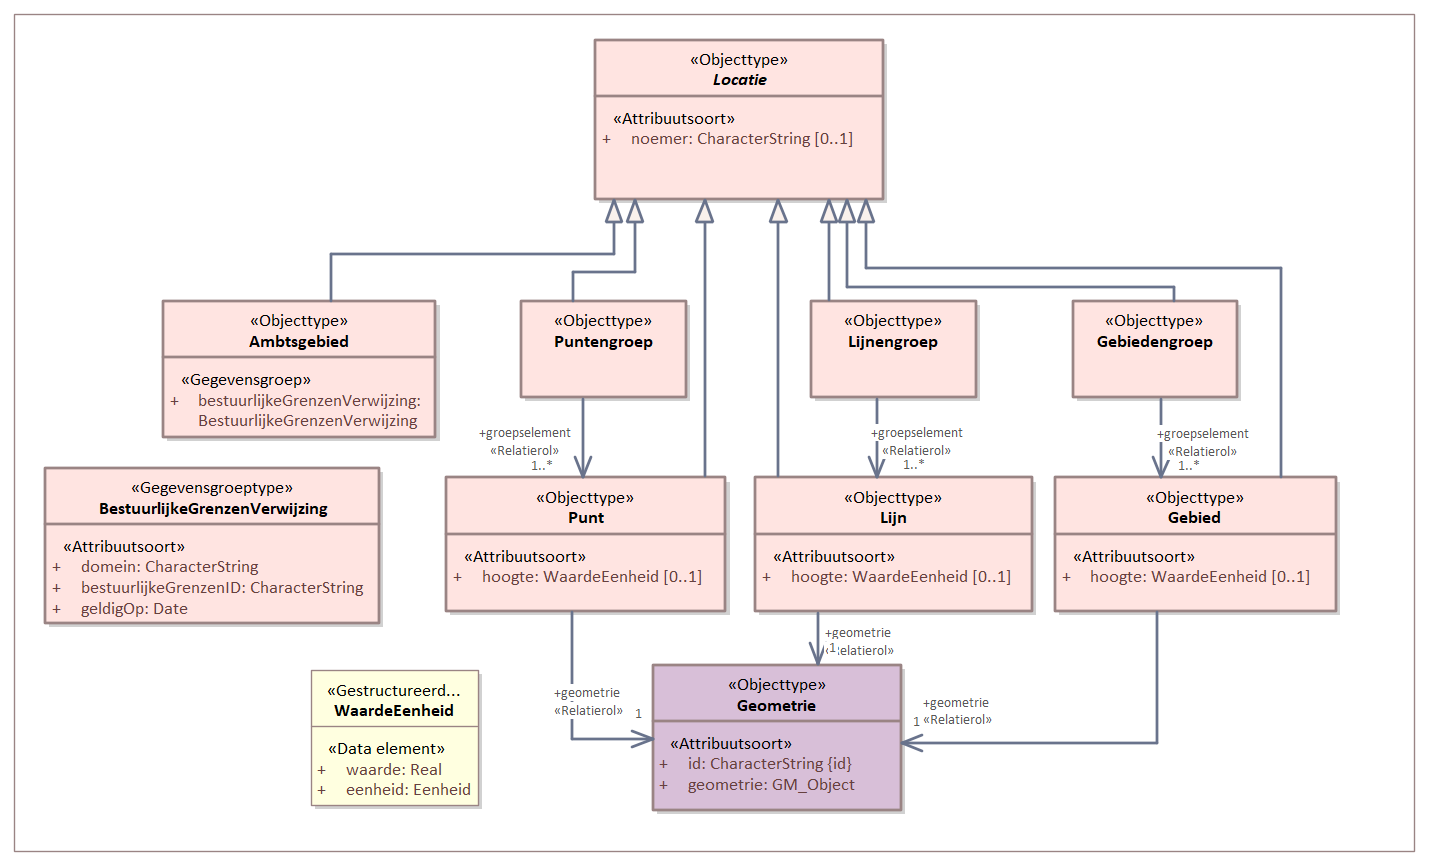 «Objecttype»
Locatie
«Attribuutsoort»
+ noemer: CharacterString [0..1]
«Objecttype»
Ambtsgebied
«Gegevensgroep»
+ bestuurlijkeGrenzenVerwijzing:
BestuurlijkeGrenzenVerwijzing
«Objecttype»
Puntengroep
«Objecttype»
Lijnengroep
«Objecttype»
Gebiedengroep
+groepselement
«Relatierol»
1..*
+groepselement
«Relatierol»
1..*
+groepselement
«Relatierol»
1..*
«Gegevensgroeptype»
BestuurlijkeGrenzenVerwijzing
«Attribuutsoort»
+ domein: CharacterString
+ bestuurlijkeGrenzenID: CharacterString
+ geldigOp: Date
«Objecttype»
Punt
«Attribuutsoort»
+ hoogte: WaardeEenheid [0..1]
«Objecttype»
Lijn
«Attribuutsoort»
+ hoogte: WaardeEenheid [0..1]
«Objecttype»
Gebied
«Attribuutsoort»
+ hoogte: WaardeEenheid [0..1]
+geometrie
«Relatierol»
1
+geometrie
1
+geometrie
«Relatierol»
1
«Gestructureerd...
WaardeEenheid
«Data element»
+ waarde: Real
+ eenheid: Eenheid
«Objecttype»
Geometrie
«Attribuutsoort»
+ id: CharacterString {id}
+ geometrie: GM_Object